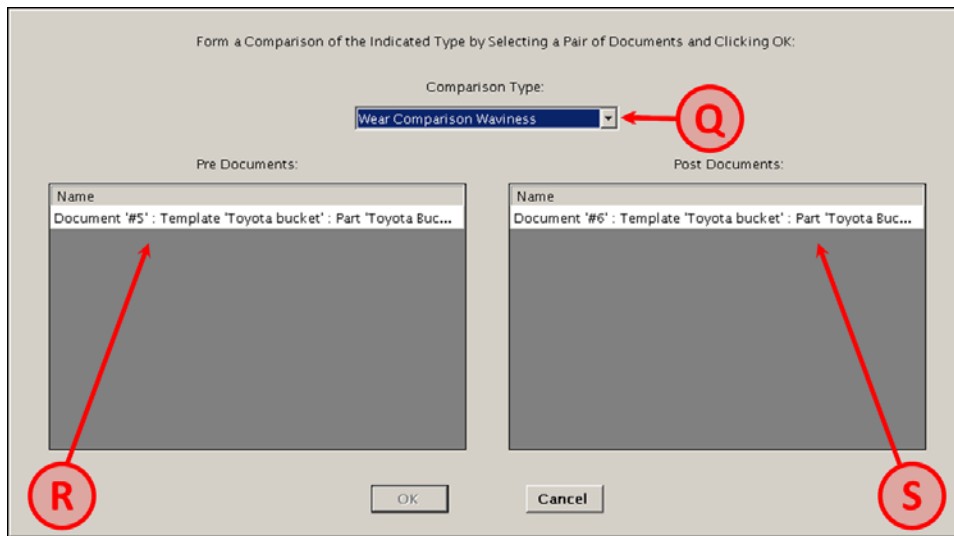 Form a Comparison of the Indicated Type by Selecting a Pair of Documents and Clicking OK:
Comparison Type:
Wear Comparison Waviness
Q
Pre Documents:
Post Documents:
Name
Name
Document '#5' : Template 'Toyota bucket' : Part 'Toyota Buc...
Document '#6' : Template 'Toyota bucket' : Part 'Toyota Buc...
R
S
OK
Cancel